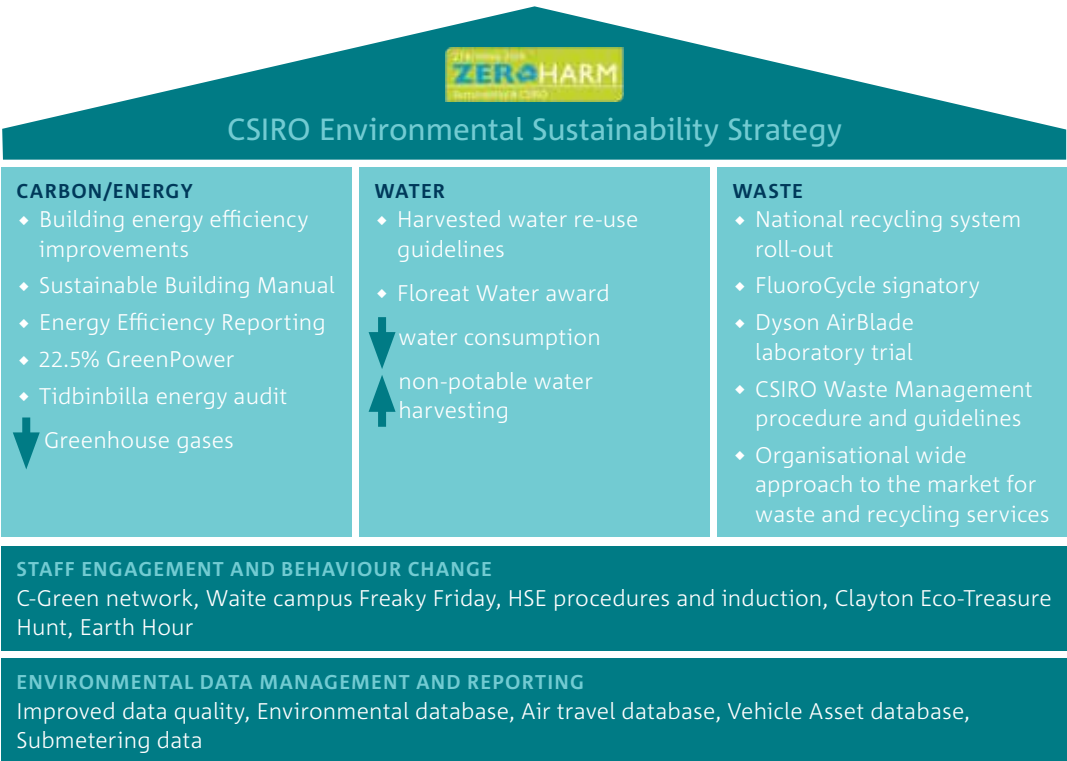 ZEROHARM
CSIRO Environmental Sustainability Strategy
CARBON/ENERGY
Building energy efficiency
improvements
Sustainable Building Manual
Energy Efficiency Reporting
22.5% GreenPower
Tidbinbilla energy audit
Greenhouse gases
WATER
Harvested water re-use
guidelines
Floreat Water award
water consumption
non-potable water
harvesting
WASTE
National recycling system
roll-out
FluoroCycle signatory
Dyson AirBlade
laboratory trial
CSIRO Waste Management
procedure and guidelines
Organisational wide
approach to the market for
waste and recycling services
STAFF ENGAGEMENT AND BEHAVIOUR CHANGE
C-Green network, Waite campus Freaky Friday, HSE procedures and induction, Clayton Eco-Treasure
Hunt, Earth Hour
ENVIRONMENTAL DATA MANAGEMENT AND REPORTING
Improved data quality, Environmental database, Air travel database, Vehicle Asset database,
Submetering data